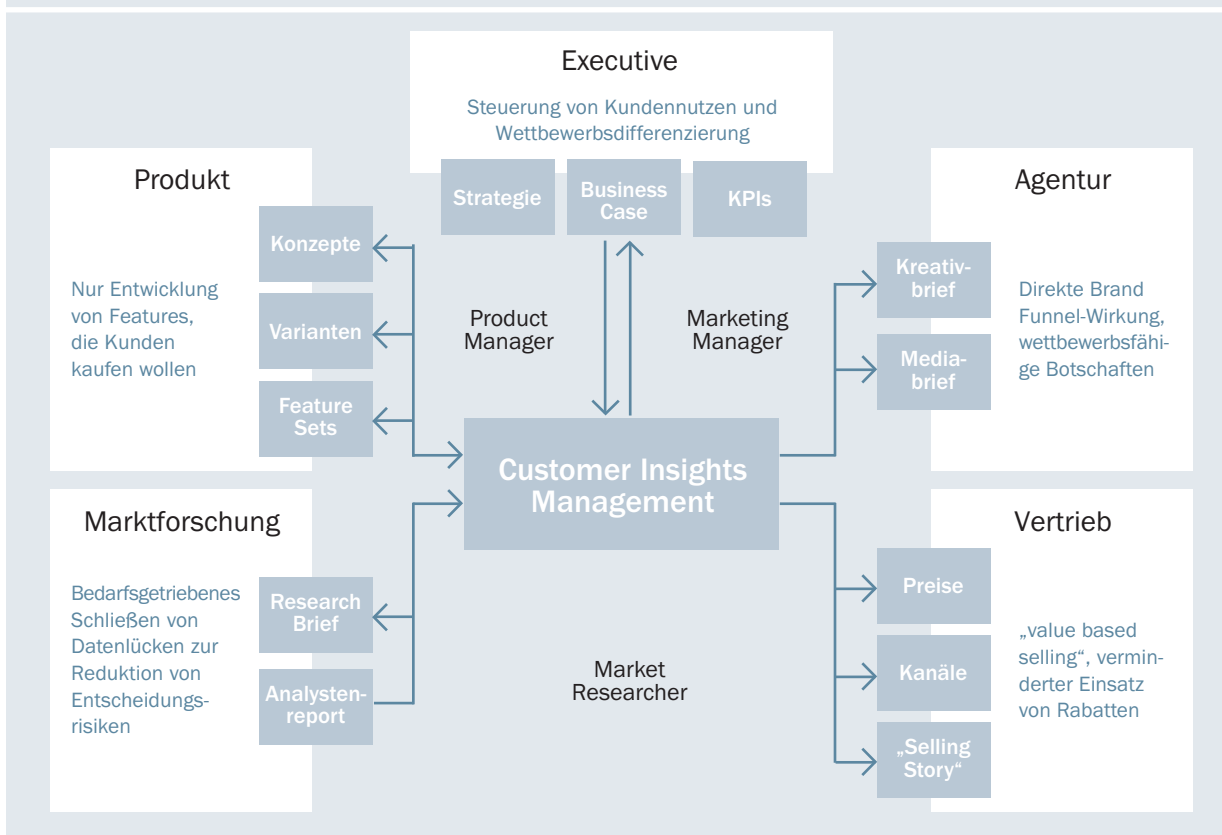 Executive
Steuerung von Kundennutzen und
Wettbewerbsdifferenzierung
Strategie
Business
Case
KPIs
Produkt
Nur Entwicklung
von Features,
die Kunden
kaufen wollen
Konzepte
Varianten
Feature
Sets
Product
Manager
Marketing
Manager
Agentur
Kreativ-
brief
Media-
brief
Direkte Brand
Funnel-Wirkung,
wettbewerbsfähi-
ge Botschaften
Customer Insights
Management
Marktforschung
Bedarfsgetriebenes
Schließen von
Datenlücken zur
Reduktion von
Entscheidungs-
risiken
Research
Brief
Analysten-
report
Market
Researcher
Vertrieb
Preise
Kanäle
„Selling
Story“
„value based
selling“, vermin-
derter Einsatz
von Rabatten